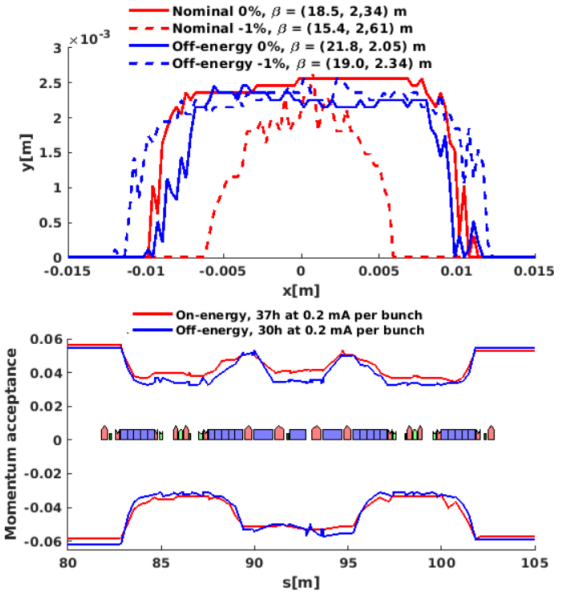 Nominal 0%, β = (18.5, 2,34) m
Nominal -1%, β = (15.4, 2,61) m
Off-energy 0%, β = (21.8, 2.05) m
Off-energy -1%, β = (19.0, 2.34) m
×10⁻³
3
2.5
2
1.5
1
0.5
0
y[m]
-0.015 -0.01 -0.005 0 0.005 0.01 0.015
x[m]
On-energy, 37h at 0.2 mA per bunch
Off-energy, 30h at 0.2 mA per bunch
0.06
0.04
0.02
0
-0.02
-0.04
-0.06
Momentum acceptance
80 85 90 95 100 105
s[m]